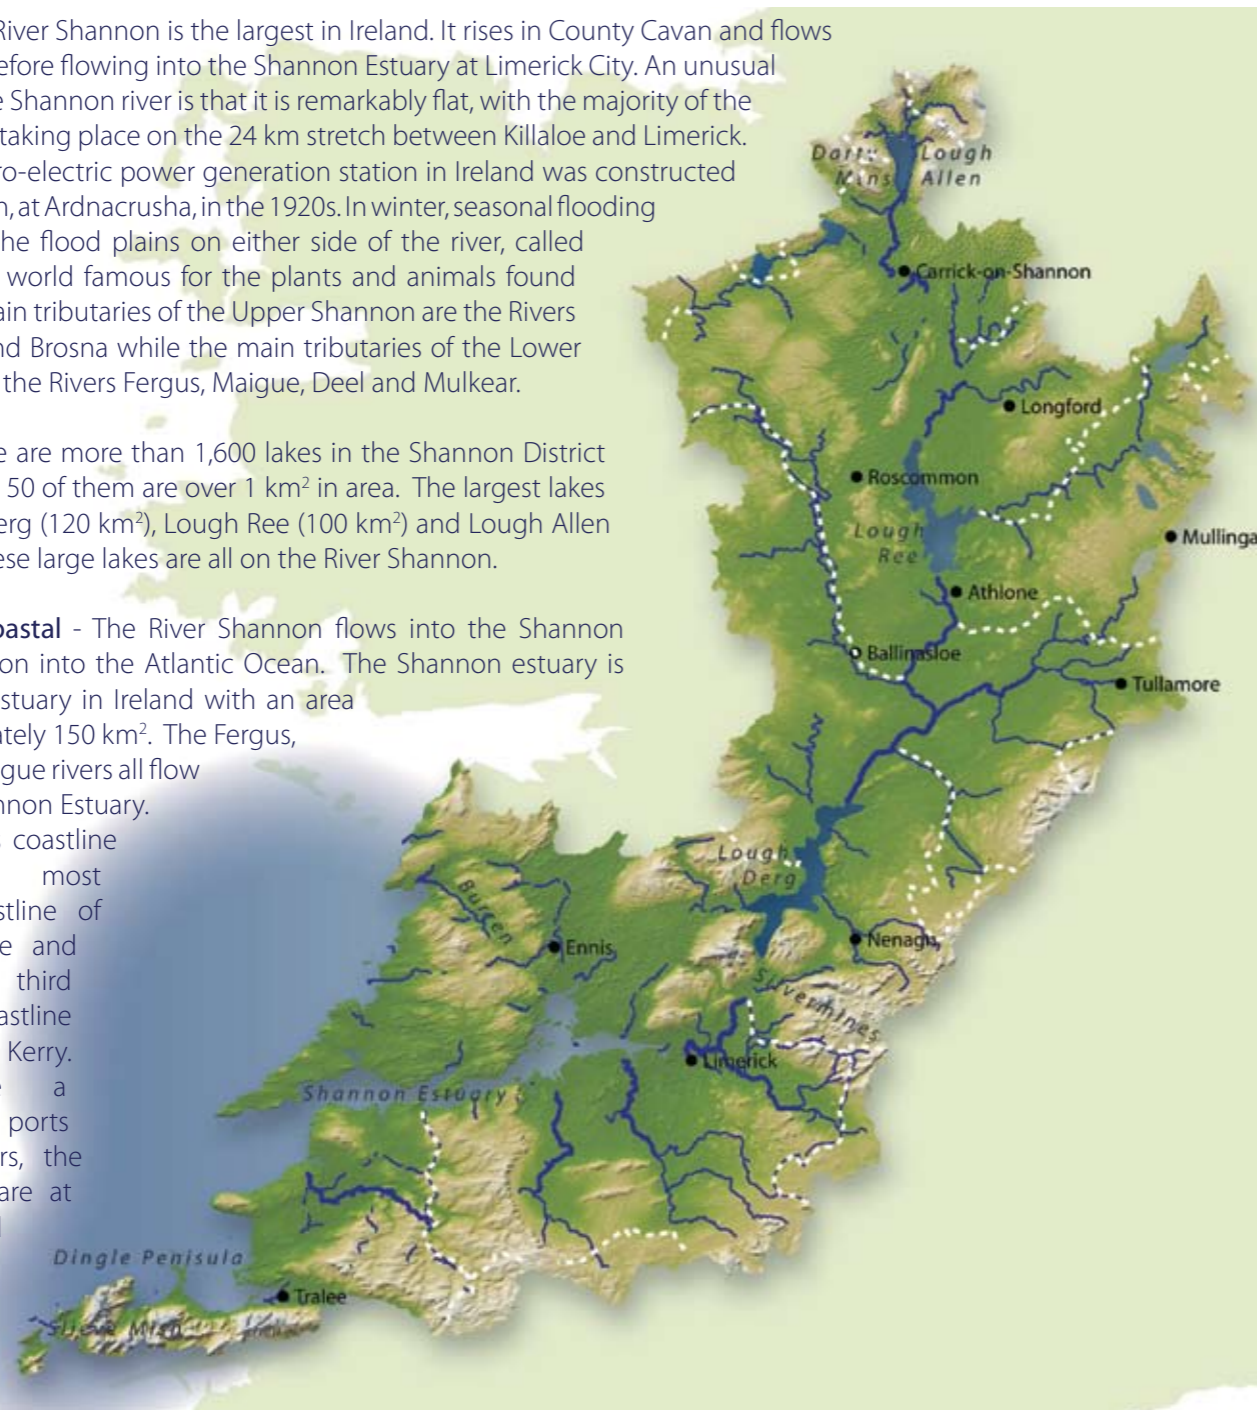 River Shannon is the largest in Ireland. It rises in County Cavan and flows
efore flowing into the Shannon Estuary at Limerick City. An unusual
e Shannon river is that it is remarkably flat, with the majority of the
taking place on the 24 km stretch between Killaloe and Limerick.
ro-electric power generation station in Ireland was constructed
n, at Ardnacrusha, in the 1920s. In winter, seasonal flooding
he flood plains on either side of the river, called
world famous for the plants and animals found
ain tributaries of the Upper Shannon are the Rivers
nd Brosna while the main tributaries of the Lower
the Rivers Fergus, Maigue, Deel and Mulkear.
e are more than 1,600 lakes in the Shannon District
50 of them are over 1 km² in area. The largest lakes
erg (120 km²), Lough Ree (100 km²) and Lough Allen
ese large lakes are all on the River Shannon.
oastal - The River Shannon flows into the Shannon
on into the Atlantic Ocean. The Shannon estuary is
stuary in Ireland with an area
ately 150 km². The Fergus,
gue rivers all flow
nnon Estuary.
s coastline
most
stline of
e and
third
astline
Kerry.
e a
ports
rs, the
are at
Lough
Allen
Carrick-on-Shannon
Longford
Roscommon
Lough
Ree
Mullinga
Athlone
Ballinasloe
Tullamore
Lough
Derg
Burren
Ennis
Nenagh
Silvermines
Limerick
Shannon Estuary
Dingle Penisula
Tralee